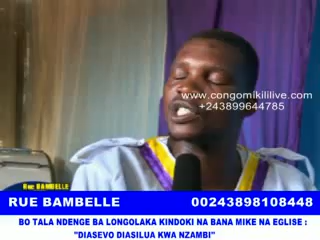 www.congomikililive.com
+243899644785
Rue BAMBELLE
RUE BAMBELLE 00243898108448
BO TALA NDENGE BA LONGOLAKA KINDOKI NA BANA MIKE NA EGLISE :
"DIASEVO DIASILUA KWA NZAMBI"